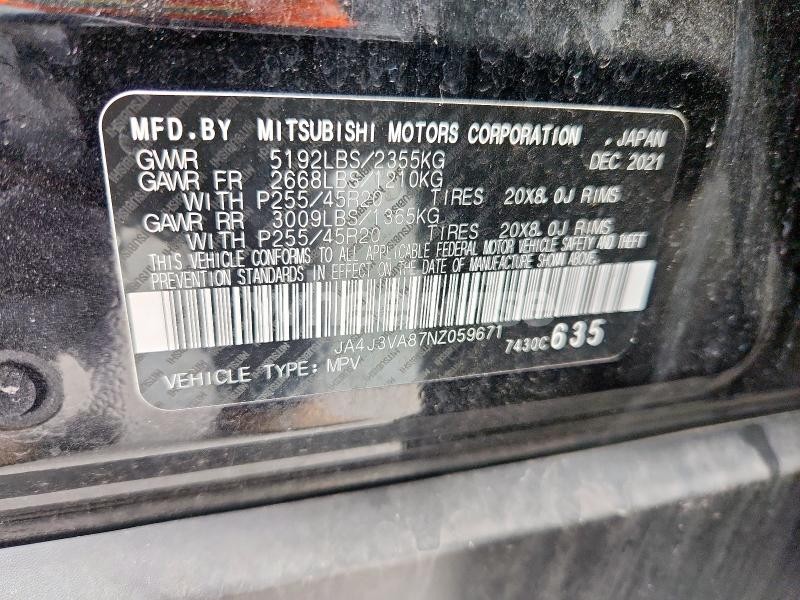 MFD.BY MITSUBISHI MOTORS CORPORATION , JAPAN
GVWR 5192LBS/2355KG DEC 2021
GAWR FR 2668LBS/1210KG
WITH P255/45R20 TIRES 20X8.0J RIMS
GAWR RR 3009LBS/1365KG
WITH P255/45R20 TIRES 20X8.0J RIMS
THIS VEHICLE CONFORMS TO ALL APPLICABLE FEDERAL MOTOR VEHICLE SAFETY AND THEFT
PREVENTION STANDARDS IN EFFECT ON THE DATE OF MANUFACTURE SHOWN ABOVE.
JA4J3VA87NZ059671 7430C 635
VEHICLE TYPE: MPV